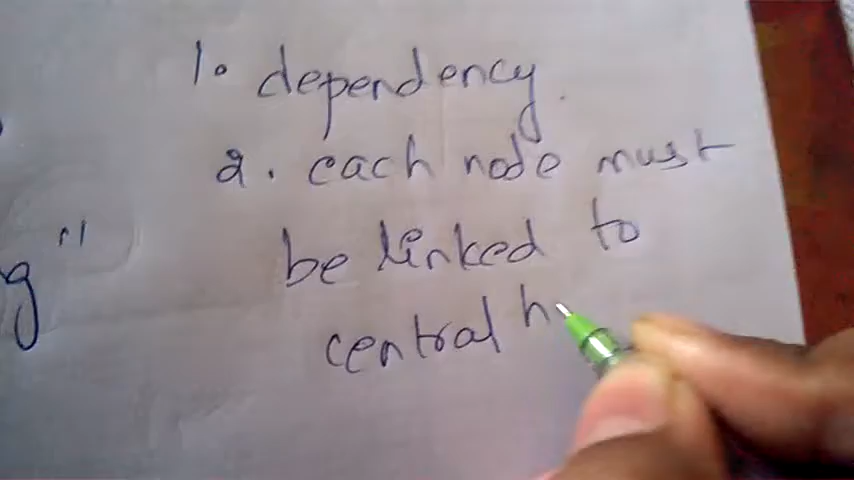 1. dependency.
2. each node must
g"
be linked to
central h